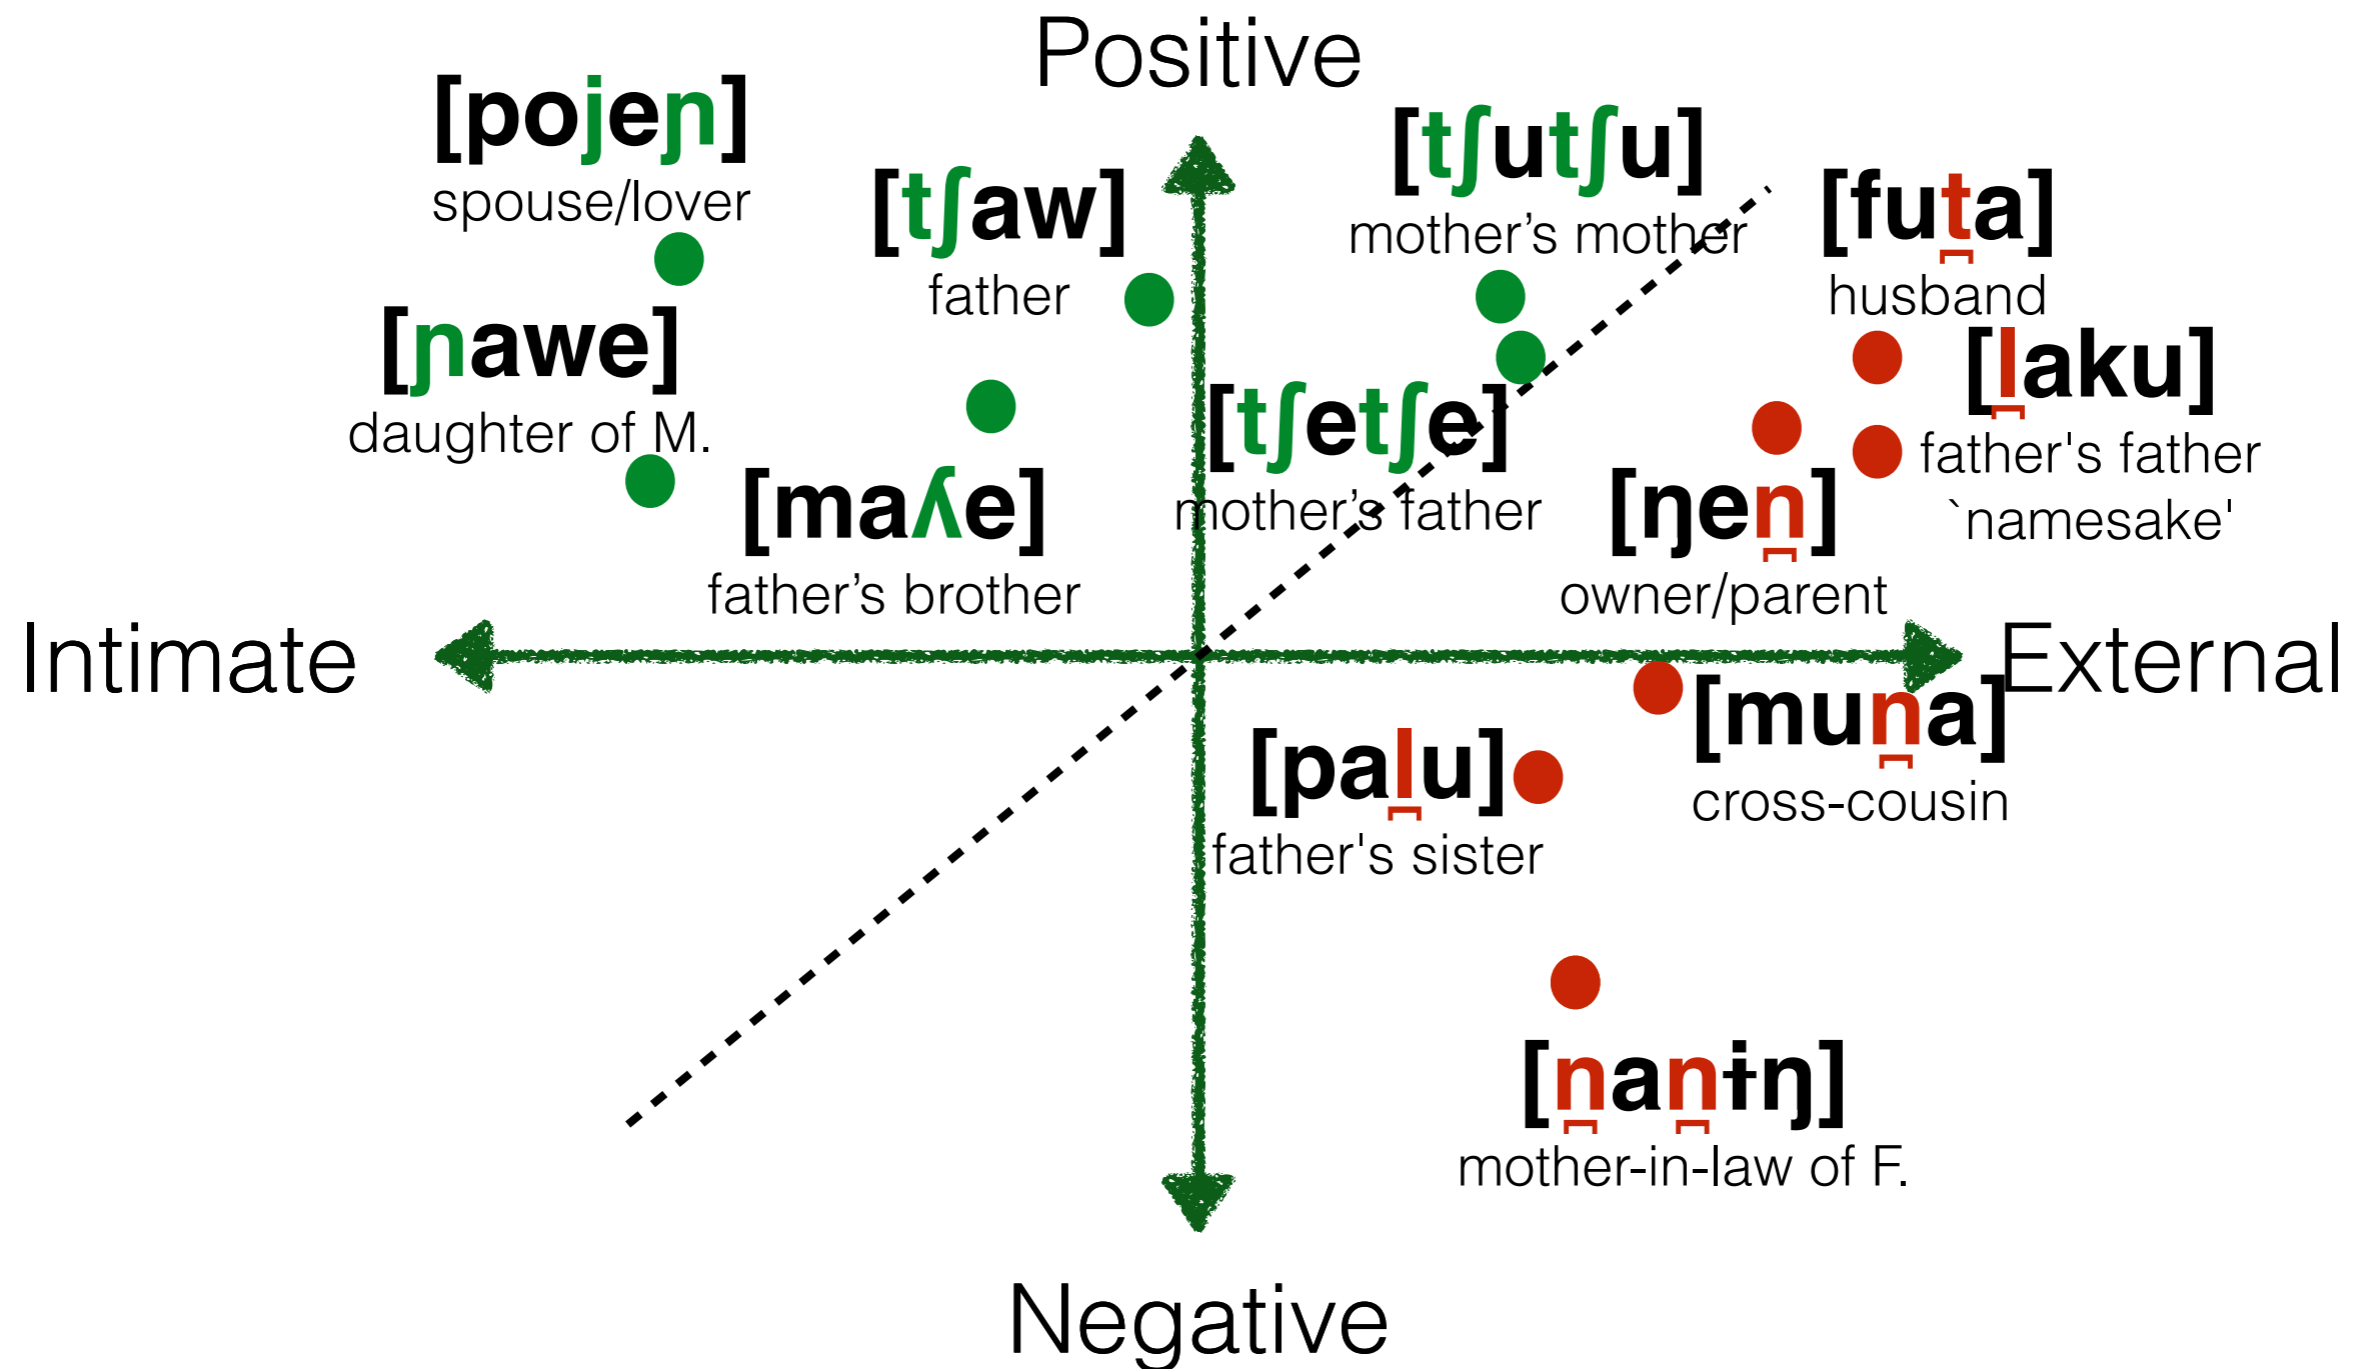 Positive
[pojeɲ]
spouse/lover
[tʃaw]
father
[tʃutʃu]
mother’s mother
[fut̪a]
husband
[ɲawe]
daughter of M.
[maʎe]
father’s brother
[tʃetʃe]
mother’s father
[l̪aku]
father's father
`namesake'
[ŋen̪]
owner/parent
Intimate
External
[mun̪a]
cross-cousin
[pal̪u]
father's sister
[n̪an̪ɨŋ]
mother-in-law of F.
Negative